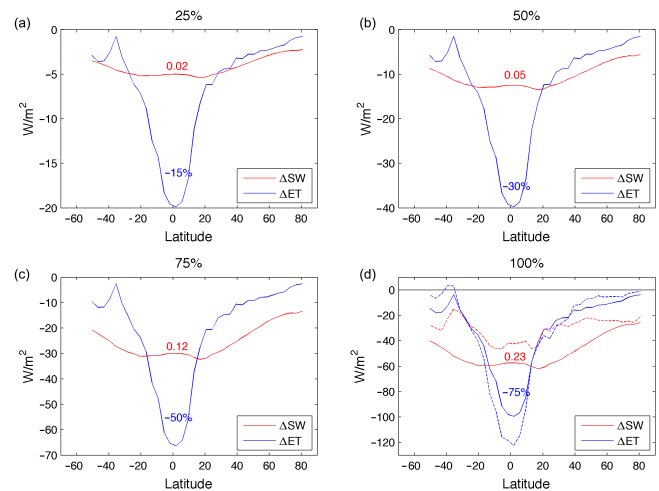 (a) 25%
0
−5
−10
−15
−20
W/m²
0.02
−15%
ΔSW
ΔET
−60 −40 −20 0 20 40 60 80
Latitude
(b) 50%
0
−10
−20
−30
−40
W/m²
0.05
−30%
ΔSW
ΔET
−60 −40 −20 0 20 40 60 80
Latitude
(c) 75%
0
−10
−20
−30
−40
−50
−60
−70
W/m²
0.12
−50%
ΔSW
ΔET
−60 −40 −20 0 20 40 60 80
Latitude
(d) 100%
0
−20
−40
−60
−80
−100
−120
W/m²
0.23
−75%
ΔSW
ΔET
−60 −40 −20 0 20 40 60 80
Latitude